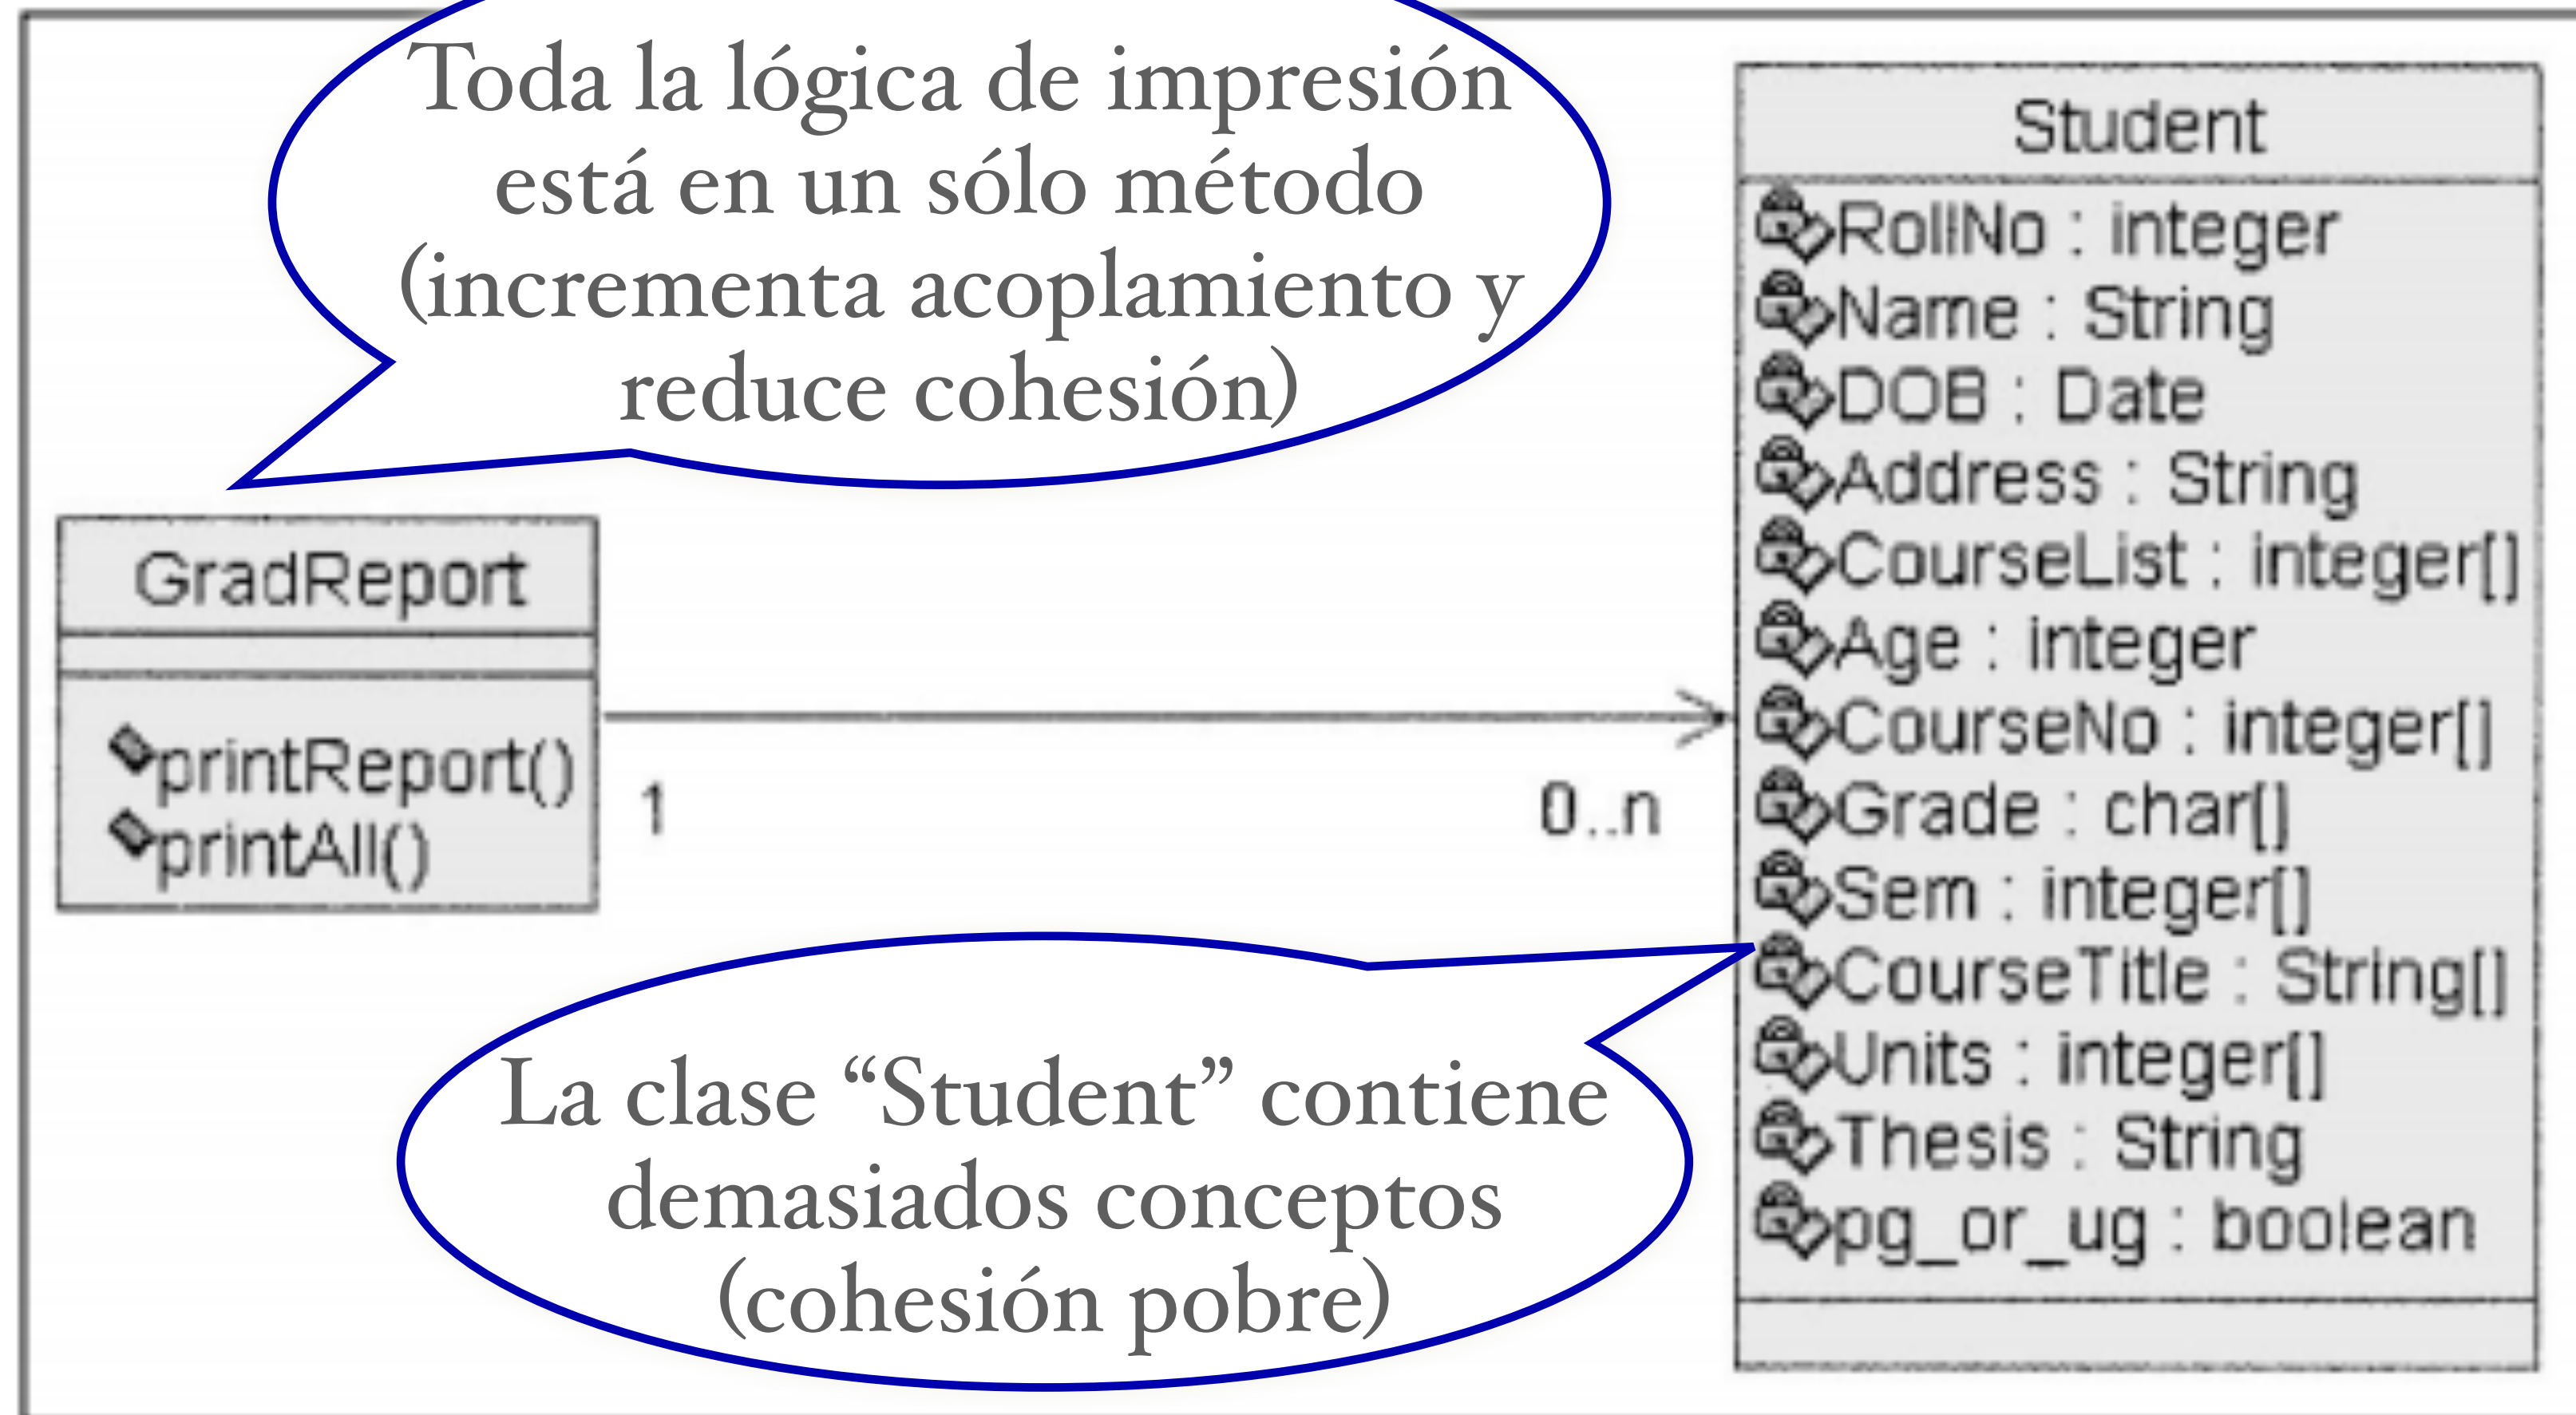 Toda la lógica de impresión
está en un sólo método
(incrementa acoplamiento y
reduce cohesión)
GradReport
printReport()
printAll()
1
0..n
La clase “Student” contiene
demasiados conceptos
(cohesión pobre)
Student
RollNo : integer
Name : String
DOB : Date
Address : String
CourseList : integer[]
Age : integer
CourseNo : integer[]
Grade : char[]
Sem : integer[]
CourseTitle : String[]
Units : integer[]
Thesis : String
pg_or_ug : boolean